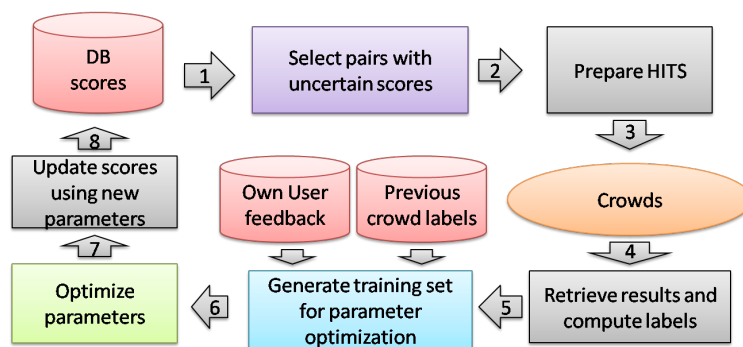 DB
scores
1
Select pairs with
uncertain scores
2
Prepare HITS
3
Crowds
4
Retrieve results and
compute labels
5
Own User
feedback
Previous
crowd labels
Generate training set
for parameter
optimization
6
Optimize
parameters
7
Update scores
using new
parameters
8